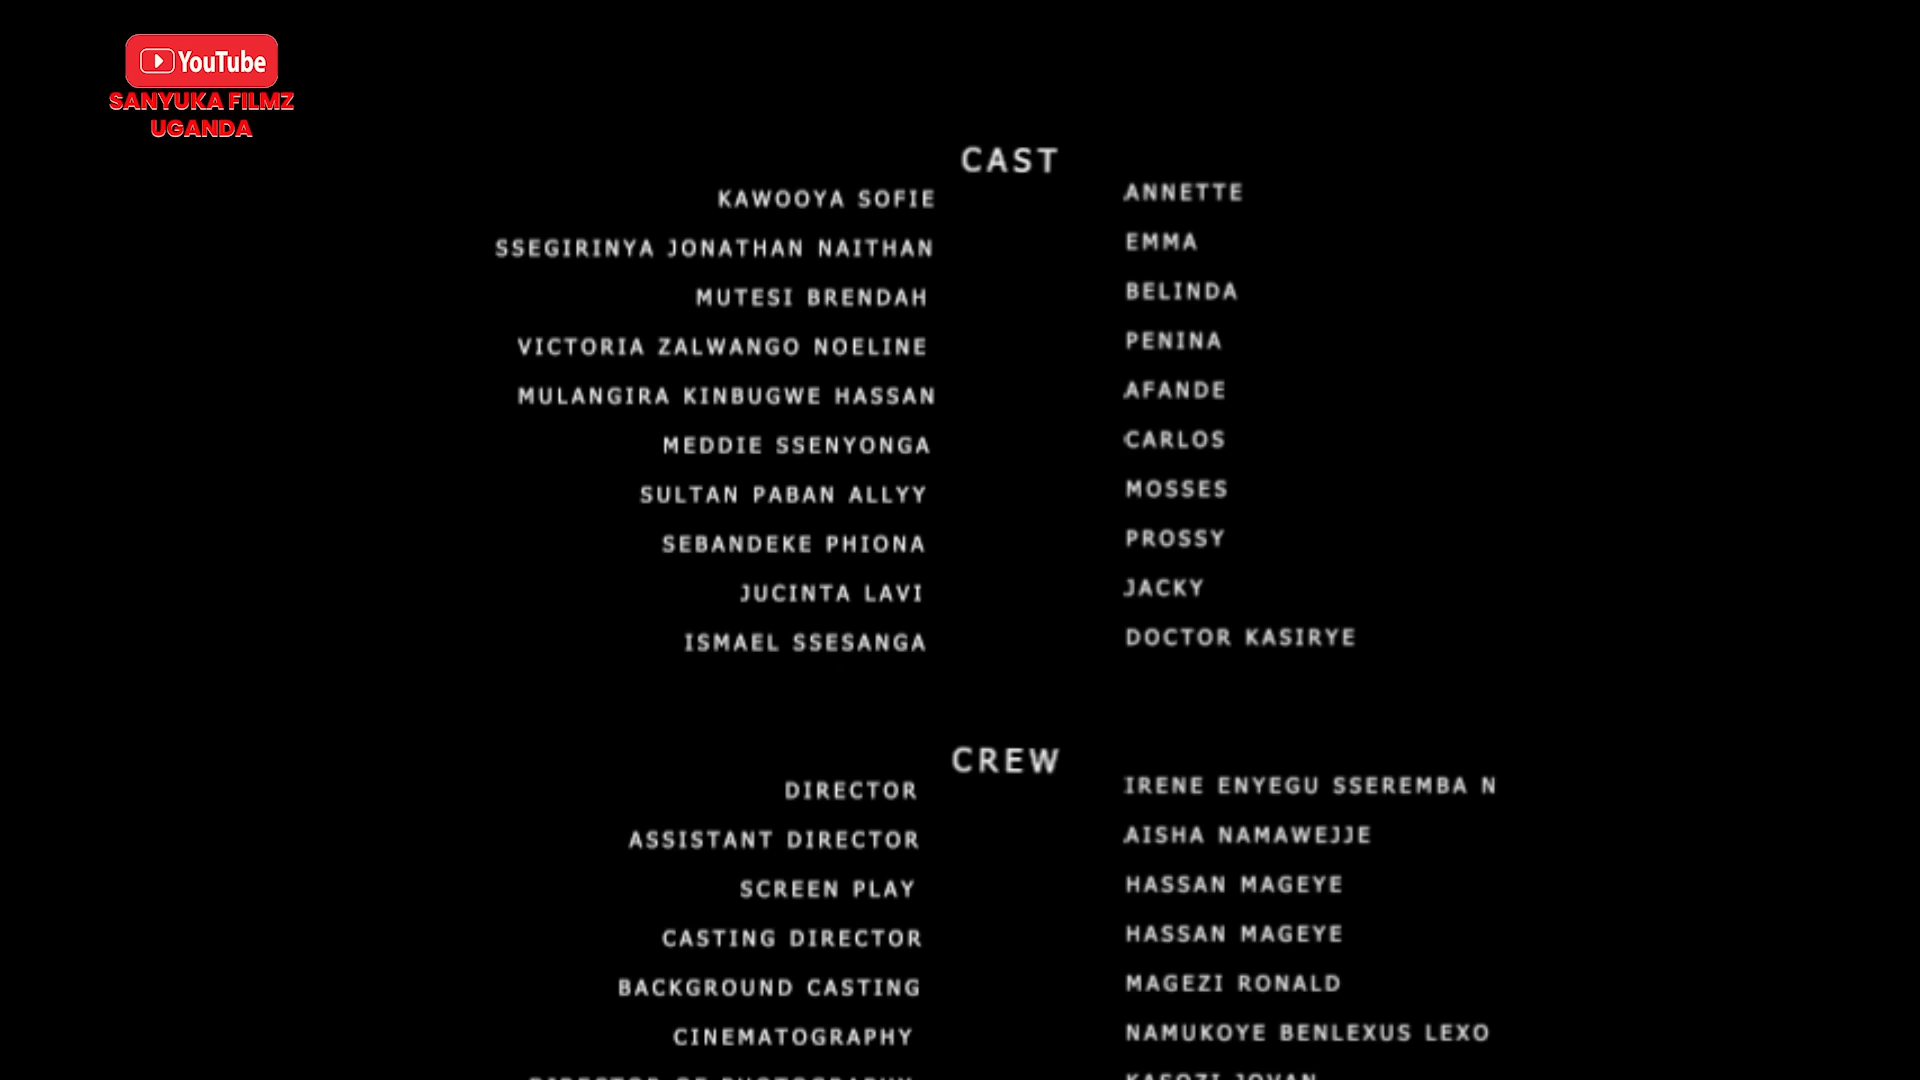 YouTube
SANYUKA FILMZ
UGANDA
CAST
KAWOOYA SOFIE ANNETTE
SSEGIRINYA JONATHAN NAITHAN EMMA
MUTESI BRENDAH BELINDA
VICTORIA ZALWANGO NOELINE PENINA
MULANGIRA KINBUGWE HASSAN AFANDE
MEDDIE SSENYONGA CARLOS
SULTAN PABAN ALLYY MOSSES
SEBANDEKE PHIONA PROSSY
JUCINTA LAVI JACKY
ISMAEL SSESANGA DOCTOR KASIRYE
CREW
DIRECTOR IRENE ENYEGU SSEREMBA N
ASSISTANT DIRECTOR AISHA NAMAWEJJE
SCREEN PLAY HASSAN MAGEYE
CASTING DIRECTOR HASSAN MAGEYE
BACKGROUND CASTING MAGEZI RONALD
CINEMATOGRAPHY NAMUKOYE BENLEXUS LEXO